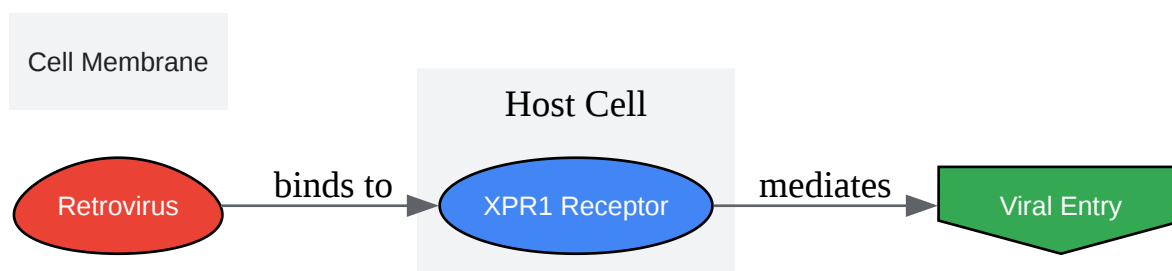 Cell Membrane
Host Cell
Retrovirus
binds to
XPR1 Receptor
mediates
Viral Entry